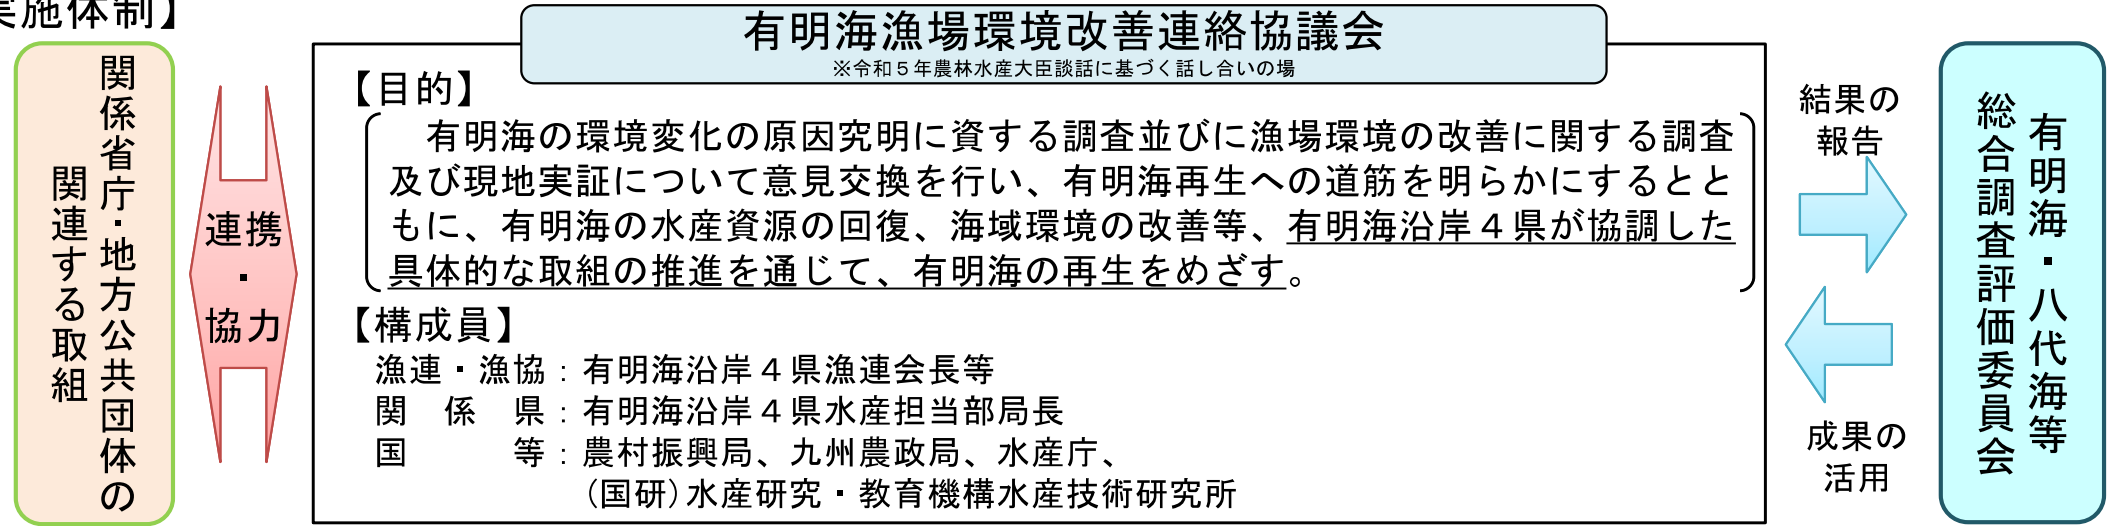 実施体制】
関係省庁・地方公共団体の
関連する取組
連携
・
協力
有明海漁場環境改善連絡協議会
※令和５年農林水産大臣談話に基づく話し合いの場
【目的】
有明海の環境変化の原因究明に資する調査並びに漁場環境の改善に関する調査
及び現地実証について意見交換を行い、有明海再生への道筋を明らかにするとと
もに、有明海の水産資源の回復、海域環境の改善等、有明海沿岸４県が協調した
具体的な取組の推進を通じて、有明海の再生をめざす。
【構成員】
漁連・漁協：有明海沿岸４県漁連会長等
関　係　県：有明海沿岸４県水産担当部局長
国　　　等：農村振興局、九州農政局、水産庁、
（国研）水産研究・教育機構水産技術研究所
結果の
報告
成果の
活用
有明海・八代海等
総合調査評価委員会